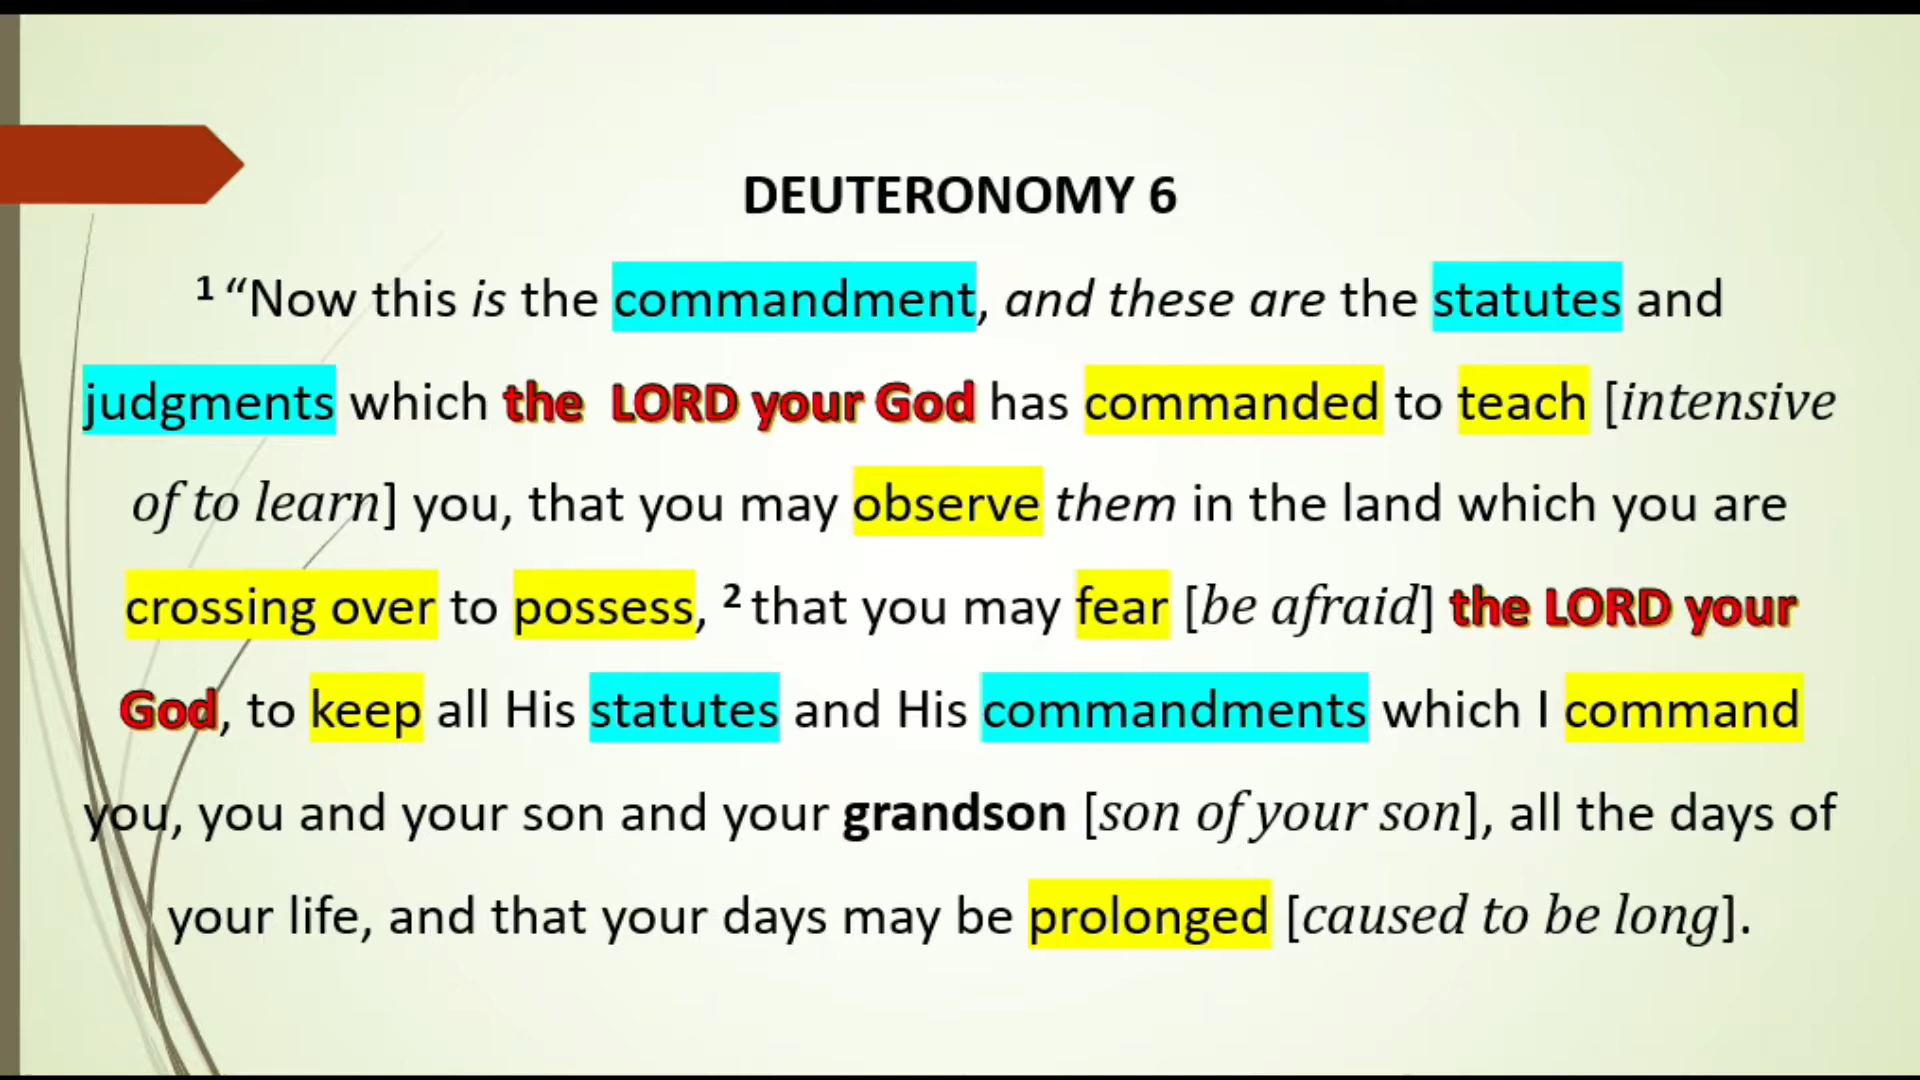 DEUTERONOMY 6
1 “Now this is the commandment, and these are the statutes and
judgments which the LORD your God has commanded to teach [intensive
of to learn] you, that you may observe them in the land which you are
crossing over to possess, 2 that you may fear [be afraid] the LORD your
God, to keep all His statutes and His commandments which I command
you, you and your son and your grandson [son of your son], all the days of
your life, and that your days may be prolonged [caused to be long].